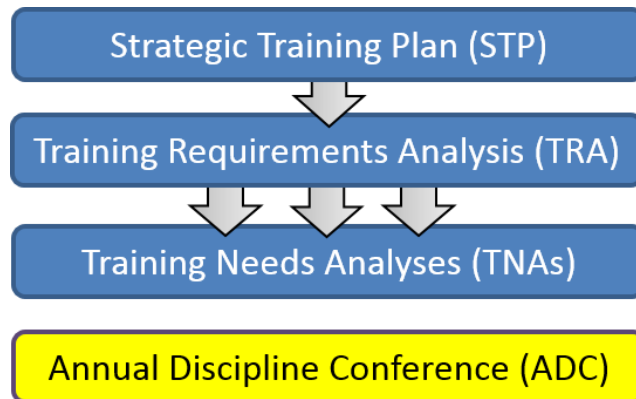 Strategic Training Plan (STP)
Training Requirements Analysis (TRA)
Training Needs Analyses (TNAs)
Annual Discipline Conference (ADC)